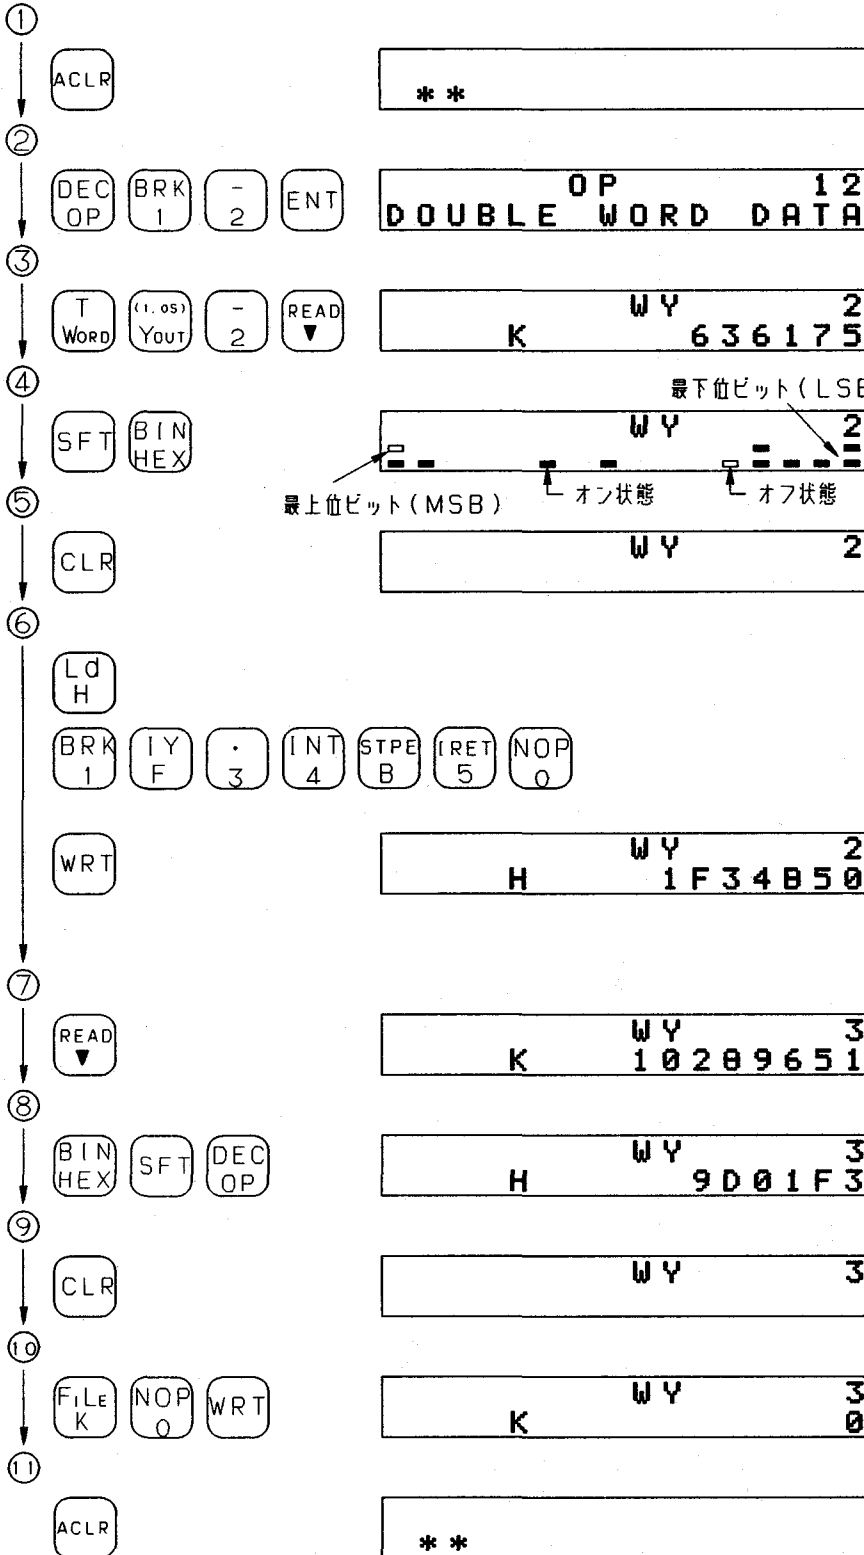 ①
ACLR
**
②
DEC OP BRK 1 - 2 ENT
OP 12
DOUBLE WORD DATA
③
T WORD (1.05) YOUT - 2 READ ▼
WY 2
K 636175
④
最下位ビット(LSB
SFT BIN HEX
WY 2
最上位ビット(MSB)
オン状態
オフ状態
⑤
CLR
WY 2
⑥
Ld H
BRK 1 IY F · 3 INT 4 STPE B IRET 5 NOP 0
WRT
WY 2
H 1F34B50
⑦
READ ▼
WY 3
K 10289651
⑧
BIN HEX SFT DEC OP
WY 3
H 9D01F3
⑨
CLR
WY 3
⑩
FILE K NOP 0 WRT
WY 3
K 0
⑪
ACLR
**